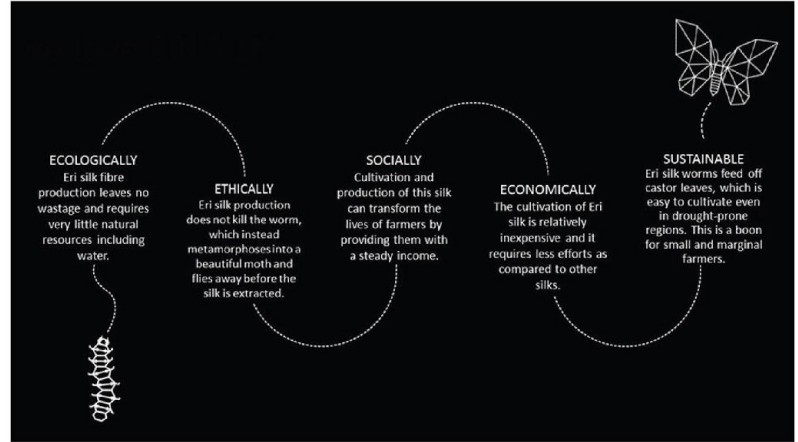 ECOLOGICALLY
Eri silk fibre
production leaves no
wastage and requires
very little natural
resources including
water.
ETHICALLY
Eri silk production
does not kill the worm,
which instead
metamorphoses into a
beautiful moth and
flies away before the
silk is extracted.
SOCIALLY
Cultivation and
production of this silk
can transform the
lives of farmers by
providing them with
a steady income.
ECONOMICALLY
The cultivation of Eri
silk is relatively
inexpensive and it
requires less efforts as
compared to other
silks.
SUSTAINABLE
Eri silk worms feed off
castor leaves, which is
easy to cultivate even
in drought-prone
regions. This is a boon
for small and marginal
farmers.